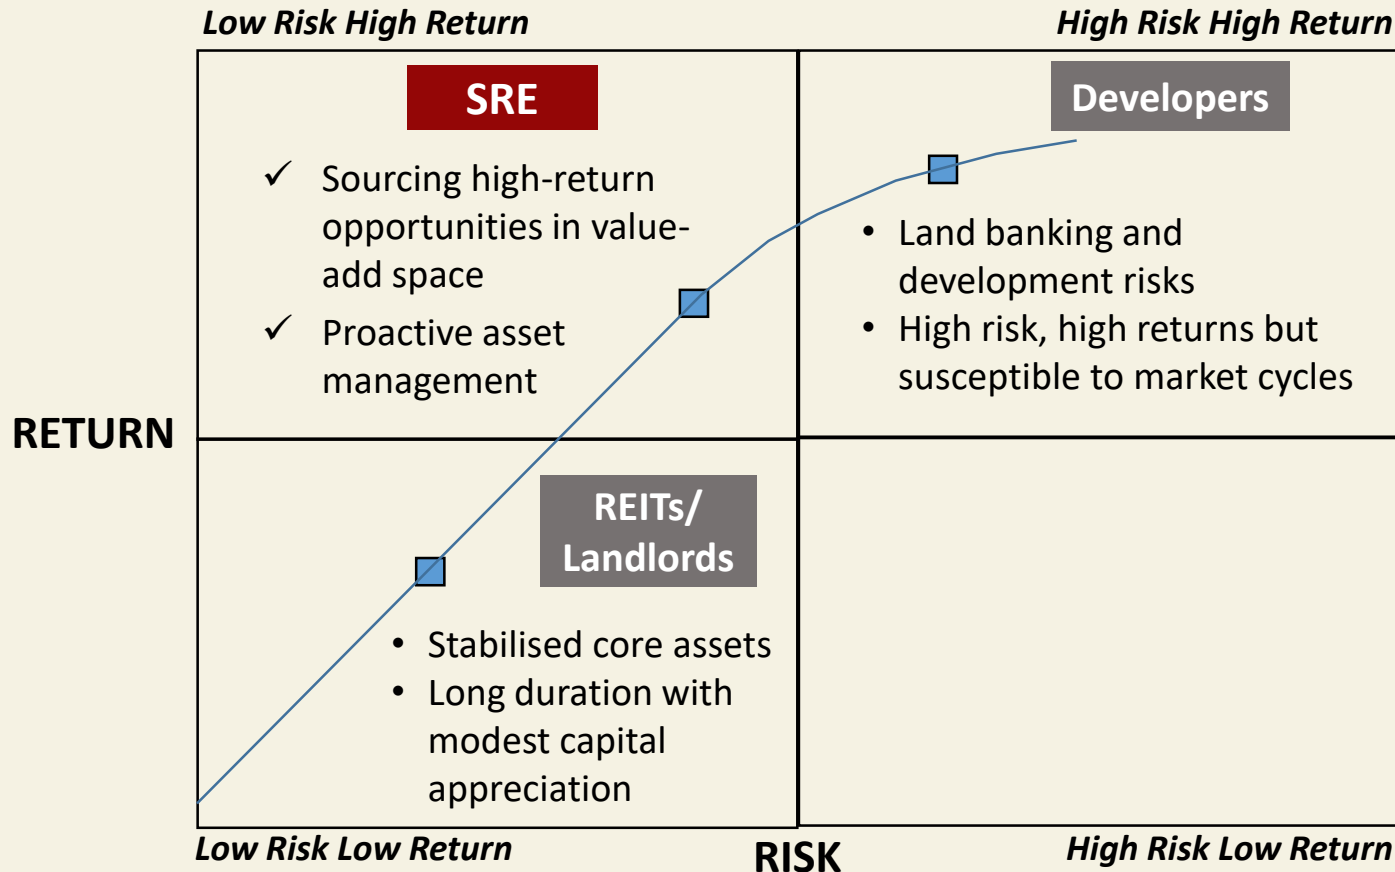 Low Risk High Return
High Risk High Return
SRE
✓ Sourcing high-return
opportunities in value-
add space
✓ Proactive asset
management
Developers
• Land banking and
development risks
• High risk, high returns but
susceptible to market cycles
RETURN
REITs/
Landlords
• Stabilised core assets
• Long duration with
modest capital
appreciation
Low Risk Low Return
RISK
High Risk Low Return